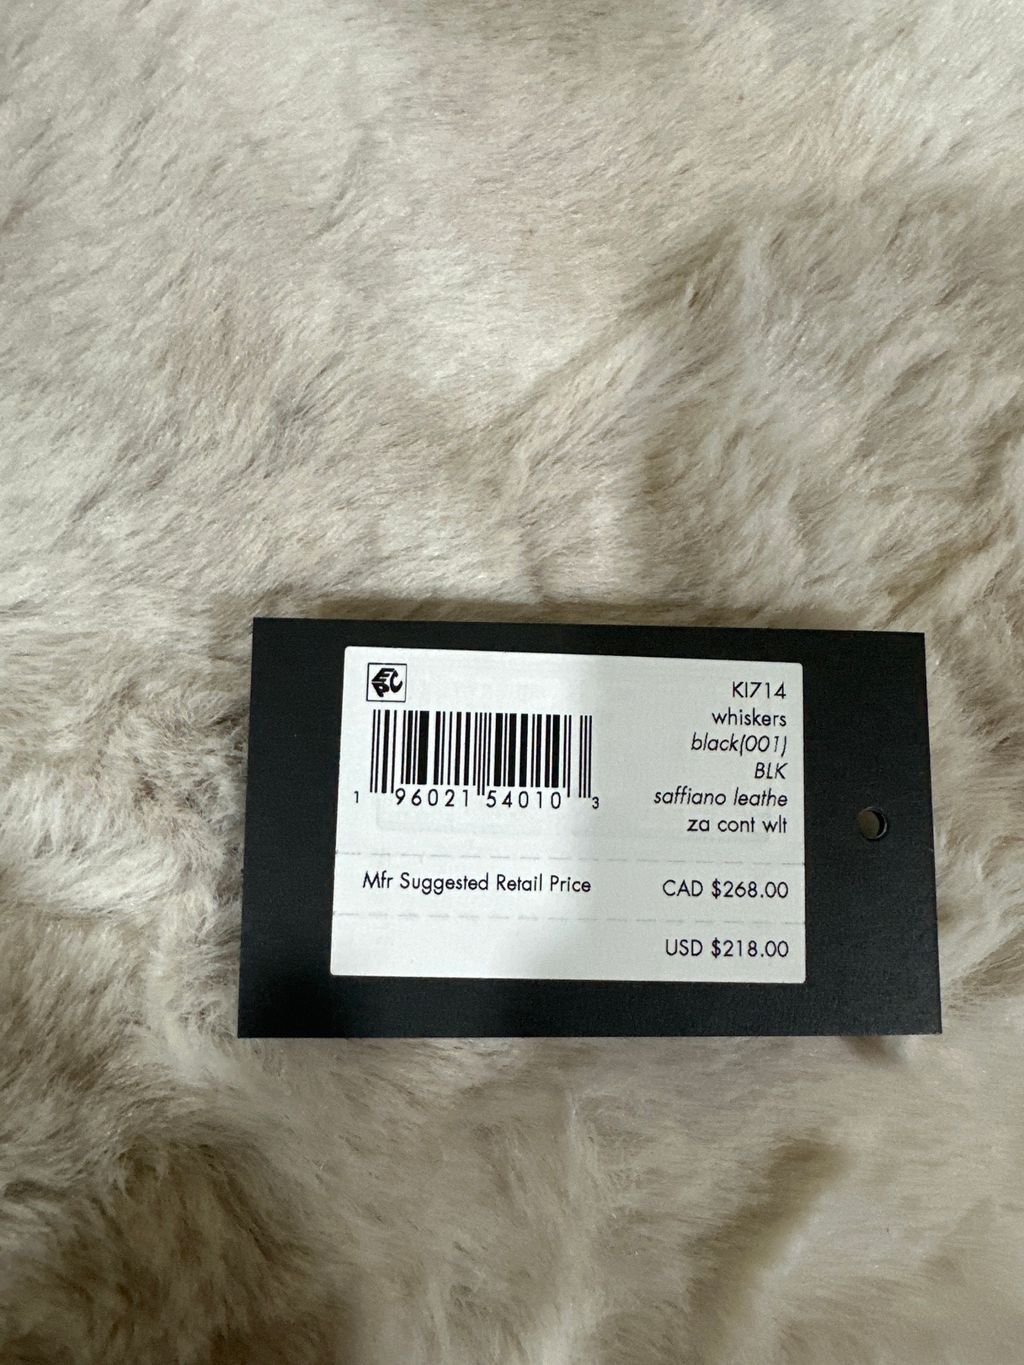 EPC
KI714
whiskers
black(001)
BLK
saffiano leathe
za cont wlt
1 96021 54010 3
Mfr Suggested Retail Price CAD $268.00
USD $218.00